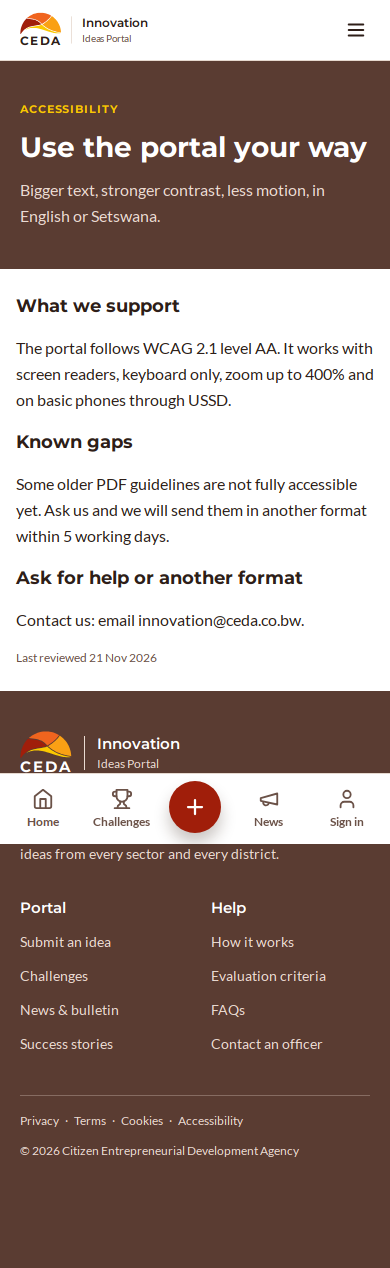 CEDA
Innovation
Ideas Portal
ACCESSIBILITY
Use the portal your way
Bigger text, stronger contrast, less motion, in
English or Setswana.
What we support
The portal follows WCAG 2.1 level AA. It works with
screen readers, keyboard only, zoom up to 400% and
on basic phones through USSD.
Known gaps
Some older PDF guidelines are not fully accessible
yet. Ask us and we will send them in another format
within 5 working days.
Ask for help or another format
Contact us: email innovation@ceda.co.bw.
Last reviewed 21 Nov 2026
CEDA
Innovation
Ideas Portal
Home
Challenges
News
Sign in
ideas from every sector and every district.
Portal
Help
Submit an idea
How it works
Challenges
Evaluation criteria
News & bulletin
FAQs
Success stories
Contact an officer
Privacy · Terms · Cookies · Accessibility
© 2026 Citizen Entrepreneurial Development Agency